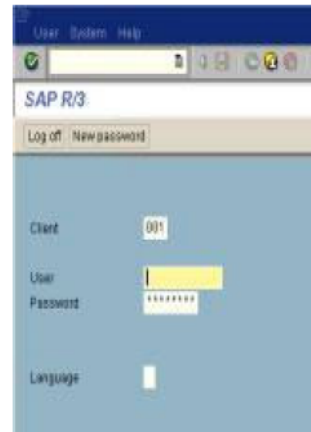 User System Help
SAP R/3
Log off New password
Client 001
User
Password ********
Language